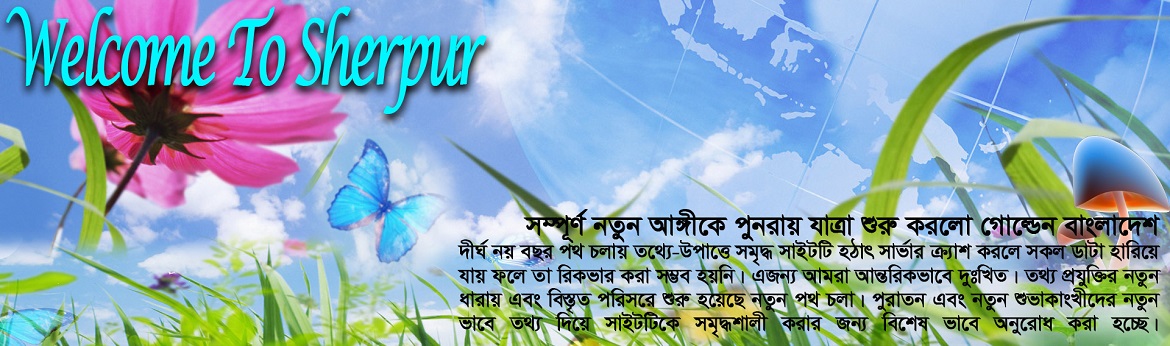 Welcome To Sherpur
সম্পূর্ণ নতুন আঙ্গীকে পুনরায় যাত্রা শুরু করলো গোল্ডেন বাংলাদেশ
দীর্ঘ নয় বছর পথ চলায় তথ্যে-উপাত্তে সমৃদ্ধ সাইটটি হঠাৎ সার্ভার ক্র্যাশ করলে সকল ডাটা হারিয়ে
যায় ফলে তা রিকভার করা সম্ভব হয়নি। এজন্য আমরা আন্তরিকভাবে দুঃখিত। তথ্য প্রযুক্তির নতুন
ধারায় এবং বিস্তৃত পরিসরে শুরু হয়েছে নতুন পথ চলা। পুরাতন এবং নতুন শুভাকাংখীদের নতুন
ভাবে তথ্য দিয়ে সাইটটিকে সমৃদ্ধশালী করার জন্য বিশেষ ভাবে অনুরোধ করা হচ্ছে।